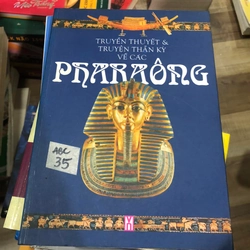 TRUYỀN THUYẾT &
TRUYỆN THẦN KỲ
VỀ CÁC
PHARAÔNG
ABC
35